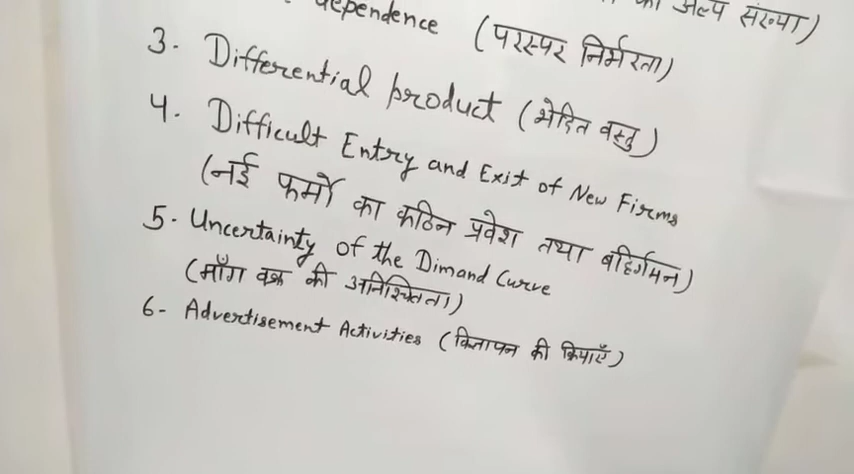 की अल्प संख्या)
dependence (परस्पर निर्भरता)
3. Differential product (भेदित वस्तु)
4. Difficult Entry and Exit of New Firms
(नई फर्मों का कठिन प्रवेश तथा बहिर्गमन)
5. Uncertainty of the Dimand Curve
(माँग वक्र की अनिश्चितता)
6- Advertisement Activities (विज्ञापन की क्रियाएँ)